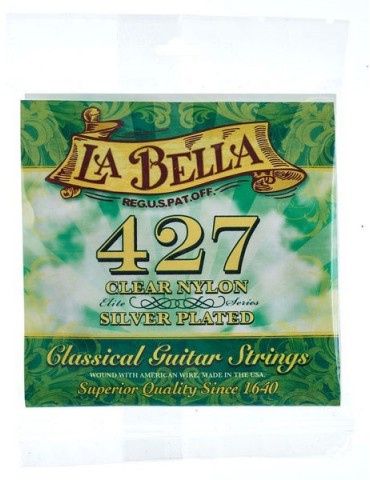 LA BELLA
REG.U.S.PAT.OFF.
427
CLEAR NYLON
Elite Series
SILVER PLATED
Classical Guitar Strings
WOUND WITH AMERICAN WIRE, MADE IN THE USA.
Superior Quality Since 1640